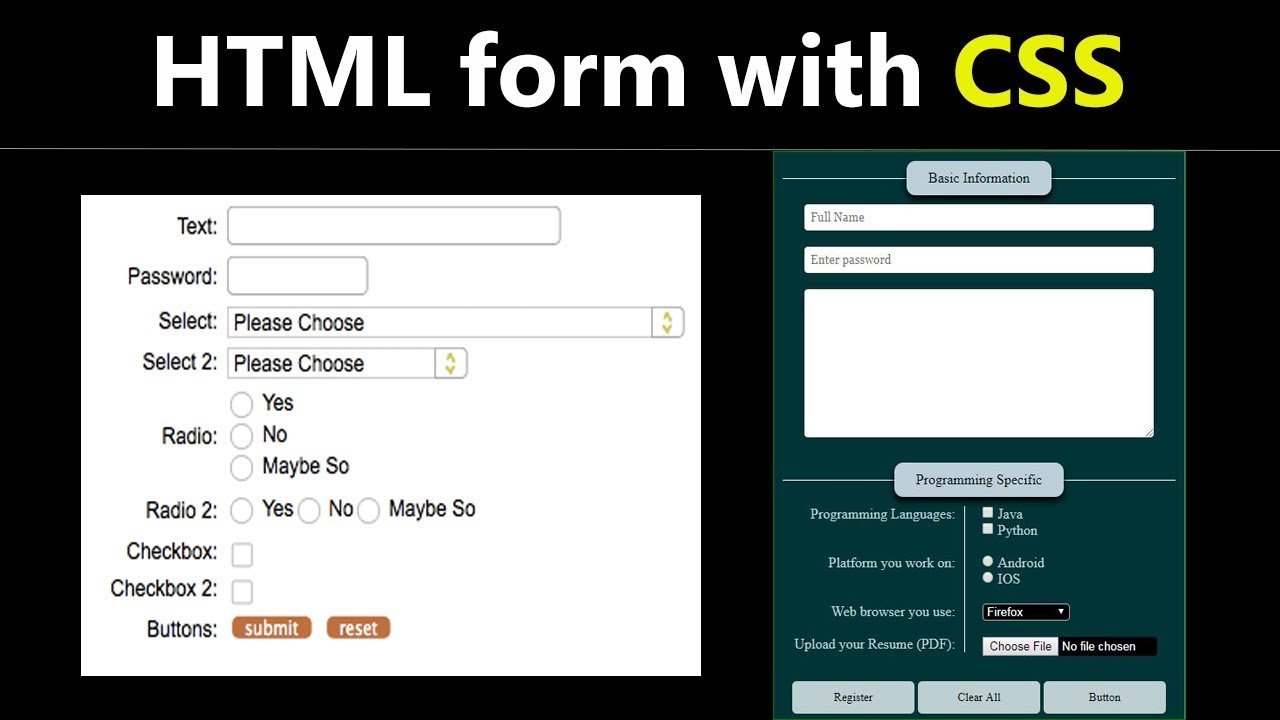 HTML form with CSS
Text:
Password:
Select: Please Choose
Select 2: Please Choose
Yes
Radio: No
Maybe So
Radio 2: Yes No Maybe So
Checkbox:
Checkbox 2:
Buttons: submit reset
Basic Information
Full Name
Enter password
Programming Specific
Programming Languages: Java
Python
Platform you work on: Android
IOS
Web browser you use: Firefox
Upload your Resume (PDF): Choose File No file chosen
Register Clear All Button